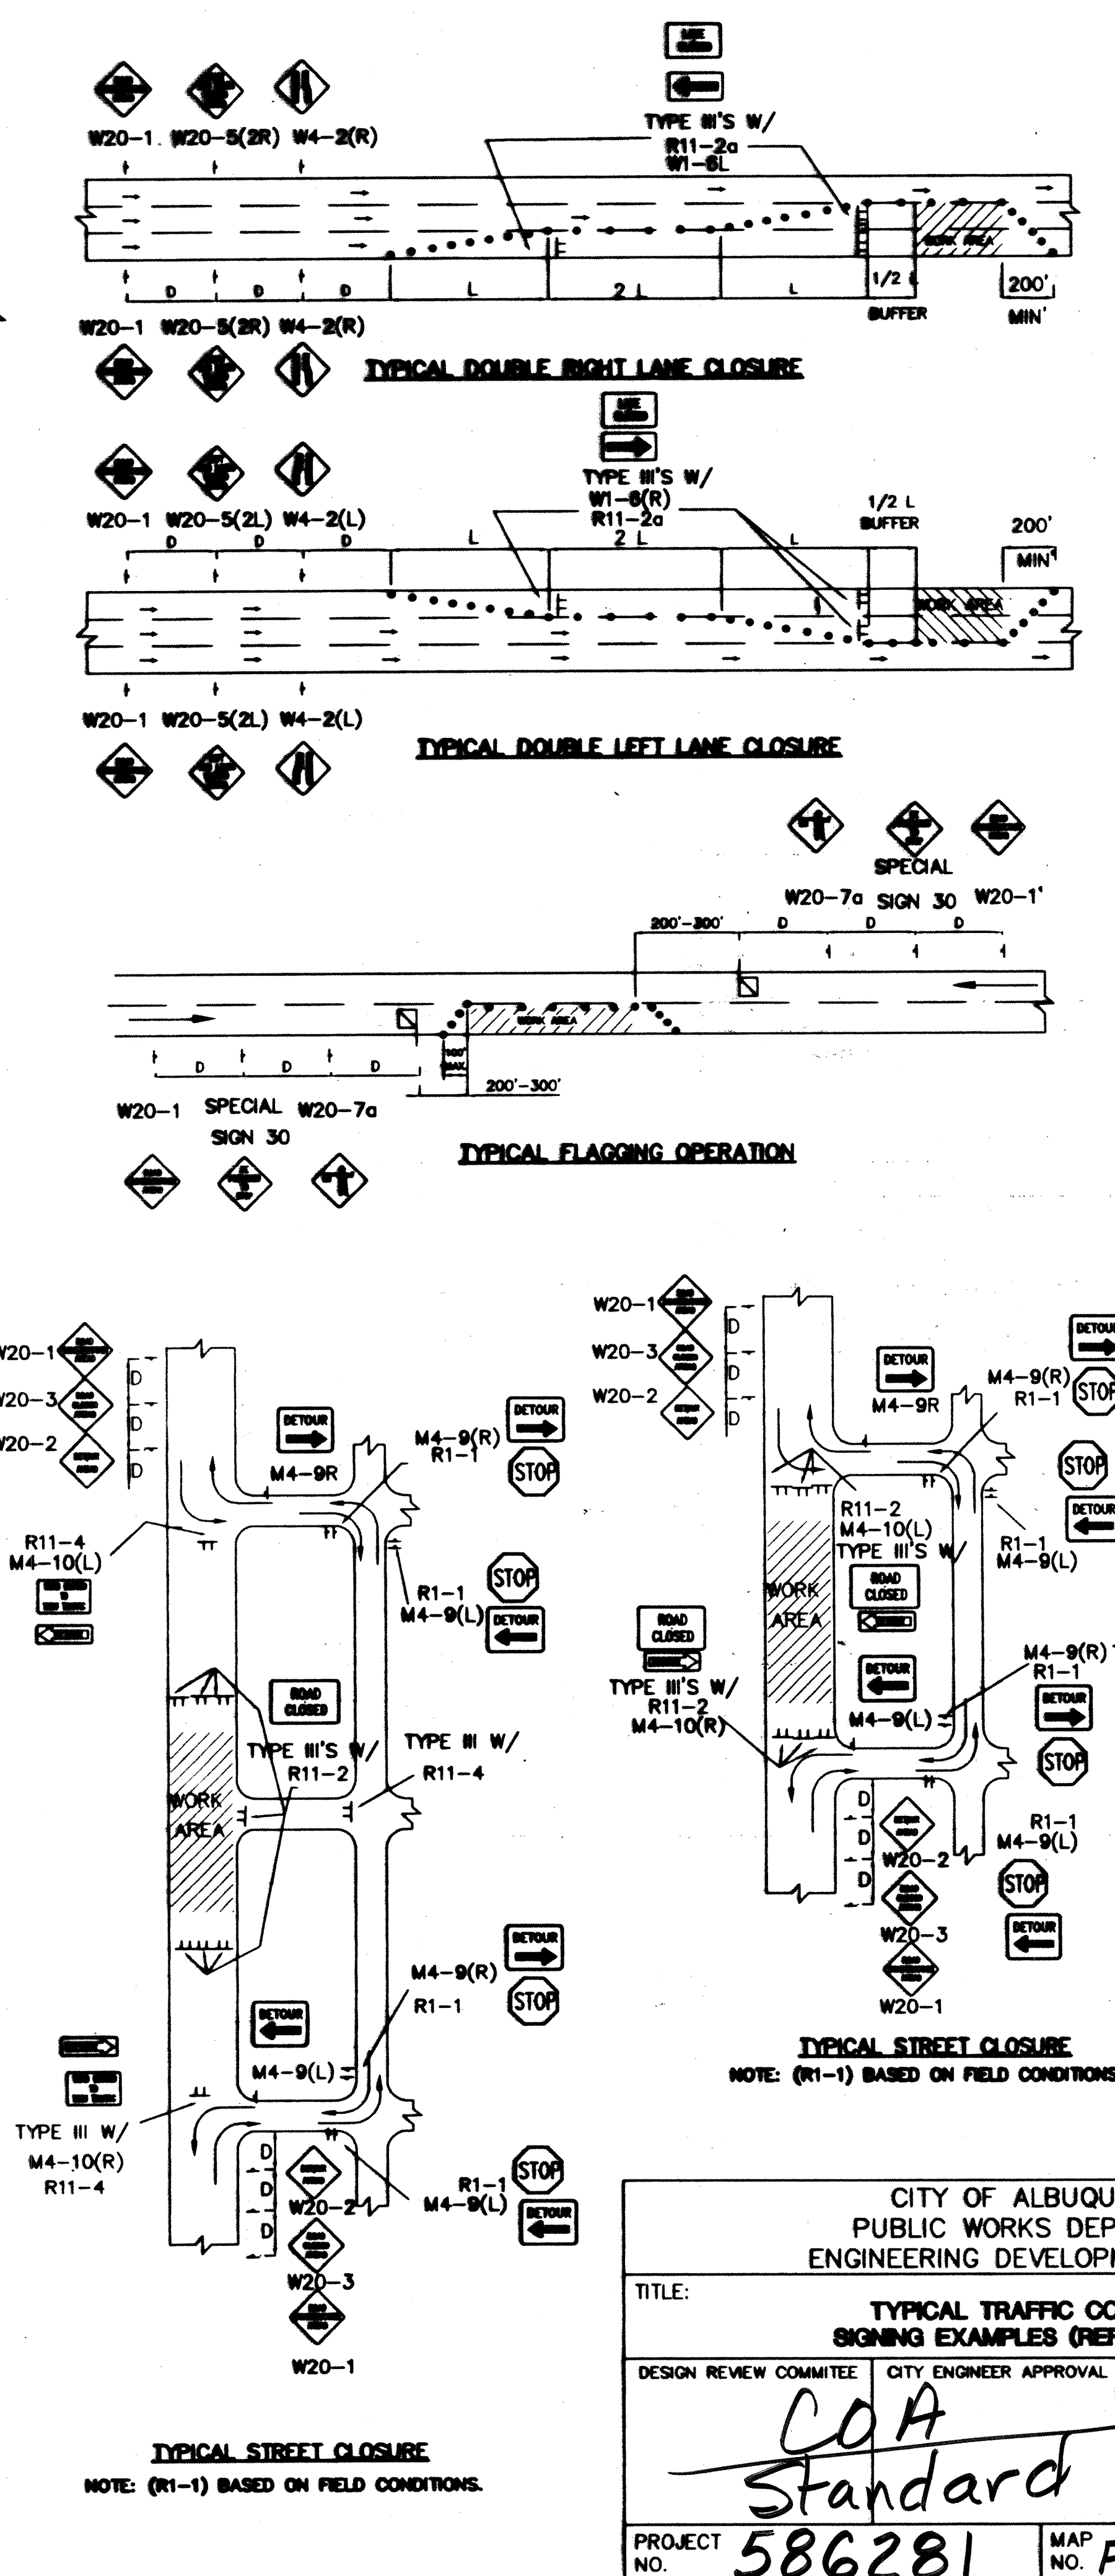 LANE
CLOSED
W20-1. W20-5(2R) W4-2(R)
TYPE III'S W/
R11-2a
W1-6L
WORK AREA
D D D L 2 L L 1/2 L 200'
BUFFER MIN'
W20-1 W20-5(2R) W4-2(R)
TYPICAL DOUBLE RIGHT LANE CLOSURE
LANE
CLOSED
TYPE III'S W/
W1-6(R)
R11-2a
W20-1 W20-5(2L) W4-2(L)
1/2 L
BUFFER
200'
MIN'
D D D L 2 L L
WORK AREA
W20-1 W20-5(2L) W4-2(L)
TYPICAL DOUBLE LEFT LANE CLOSURE
SPECIAL
W20-7a SIGN 30 W20-1'
200'-300' D D D
WORK AREA
100'
MAX.
D D D
200'-300'
W20-1 SPECIAL W20-7a
SIGN 30
TYPICAL FLAGGING OPERATION
W20-1
W20-3
W20-2
D
D
D
DETOUR
M4-9R
M4-9(R)
R1-1
DETOUR
STOP
R11-4
M4-10(L)
R1-1
M4-9(L)
STOP
DETOUR
ROAD
CLOSED
TYPE III'S W/
R11-2
TYPE III W/
R11-4
WORK
AREA
DETOUR
M4-9(L)
M4-9(R)
R1-1
DETOUR
STOP
TYPE III W/
M4-10(R)
R11-4
D
D
D
W20-2
W20-3
W20-1
R1-1
M4-9(L)
STOP
DETOUR
TYPICAL STREET CLOSURE
NOTE: (R1-1) BASED ON FIELD CONDITIONS.
W20-1
W20-3
W20-2
D
D
D
DETOUR
M4-9R
M4-9(R)
R1-1
DETOUR
STOP
STOP
DETOUR
R1-1
M4-9(L)
R11-2
M4-10(L)
TYPE III'S W/
ROAD
CLOSED
WORK
AREA
ROAD
CLOSED
TYPE III'S W/
R11-2
M4-10(R)
DETOUR
M4-9(L)
M4-9(R)
R1-1
DETOUR
STOP
R1-1
M4-9(L)
STOP
DETOUR
D
D
D
W20-2
W20-3
W20-1
TYPICAL STREET CLOSURE
NOTE: (R1-1) BASED ON FIELD CONDITIONS
CITY OF ALBUQU
PUBLIC WORKS DEP
ENGINEERING DEVELOP
TITLE:
TYPICAL TRAFFIC CO
SIGNING EXAMPLES (REF
DESIGN REVIEW COMMITEE CITY ENGINEER APPROVAL
COA
Standard
PROJECT
NO. 586281
MAP
NO.